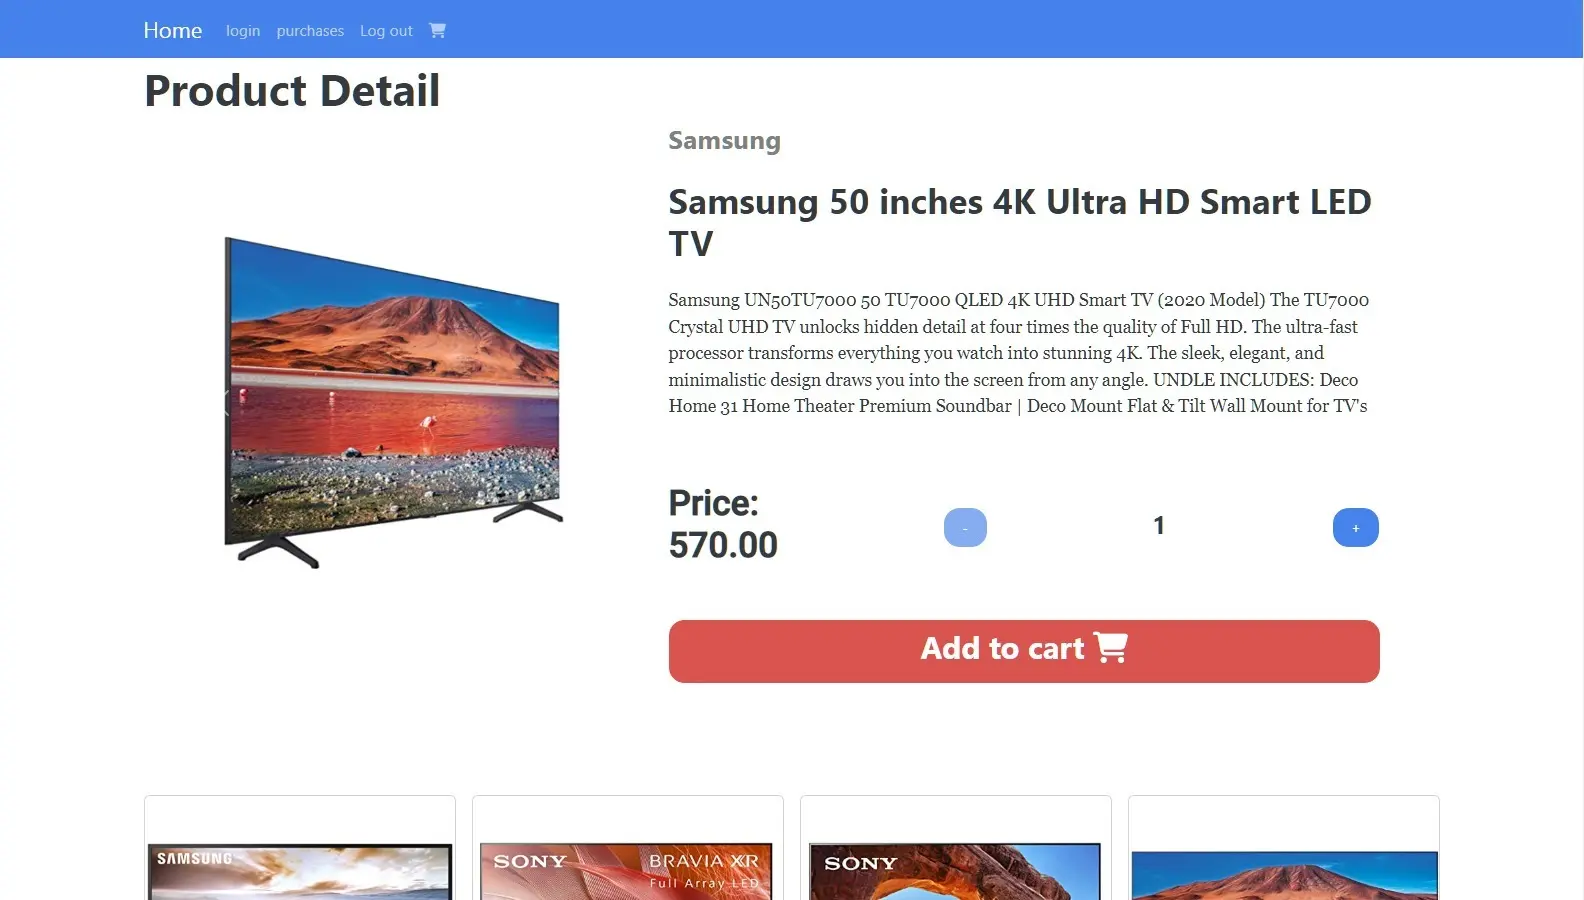 Home login purchases Log out
Product Detail
Samsung
Samsung 50 inches 4K Ultra HD Smart LED
TV
Samsung UN50TU7000 50 TU7000 QLED 4K UHD Smart TV (2020 Model) The TU7000
Crystal UHD TV unlocks hidden detail at four times the quality of Full HD. The ultra-fast
processor transforms everything you watch into stunning 4K. The sleek, elegant, and
minimalistic design draws you into the screen from any angle. UNDLE INCLUDES: Deco
Home 31 Home Theater Premium Soundbar | Deco Mount Flat & Tilt Wall Mount for TV's
Price:
570.00
- 1 +
Add to cart
SAMSUNG
SONY BRAVIA XR
Full Array LED
SONY